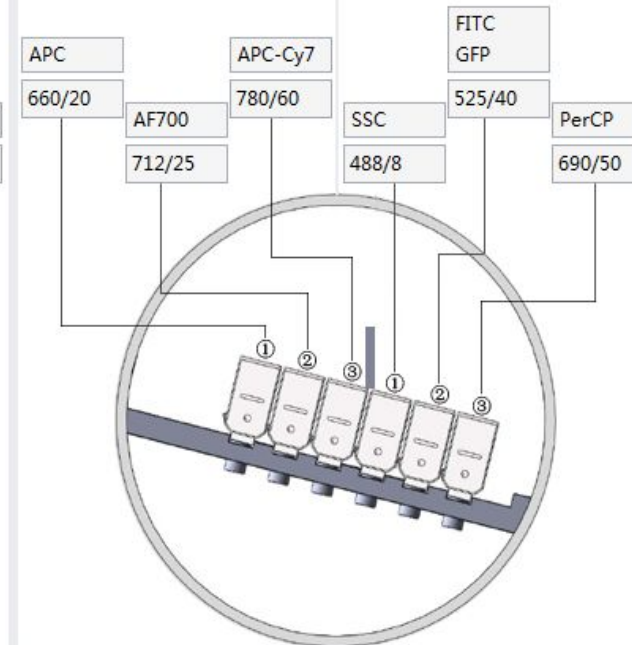 FITC
GFP
APC
APC-Cy7
660/20
780/60
525/40
AF700
SSC
PerCP
712/25
488/8
690/50
①
②
③
①
②
③